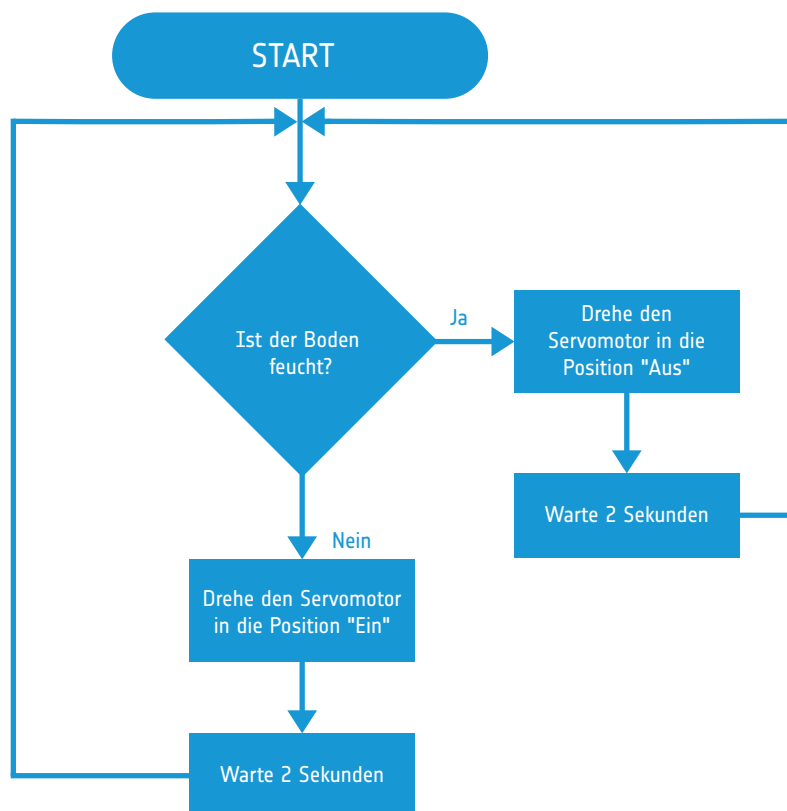 START
Ist der Boden
feucht?
Ja
Drehe den
Servomotor in die
Position "Aus"
Warte 2 Sekunden
Nein
Drehe den Servomotor
in die Position "Ein"
Warte 2 Sekunden